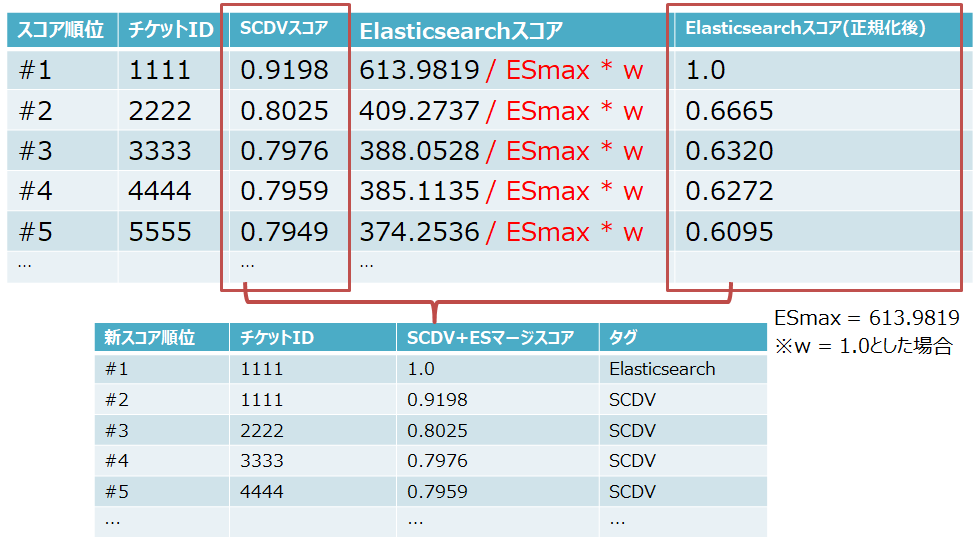 スコア順位 チケットID SCDVスコア Elasticsearchスコア Elasticsearchスコア(正規化後)
#1 1111 0.9198 613.9819 / ESmax * w 1.0
#2 2222 0.8025 409.2737 / ESmax * w 0.6665
#3 3333 0.7976 388.0528 / ESmax * w 0.6320
#4 4444 0.7959 385.1135 / ESmax * w 0.6272
#5 5555 0.7949 374.2536 / ESmax * w 0.6095
… … …
ESmax = 613.9819
※w = 1.0とした場合
新スコア順位 チケットID SCDV+ESマージスコア タグ
#1 1111 1.0 Elasticsearch
#2 1111 0.9198 SCDV
#3 2222 0.8025 SCDV
#4 3333 0.7976 SCDV
#5 4444 0.7959 SCDV
… … …